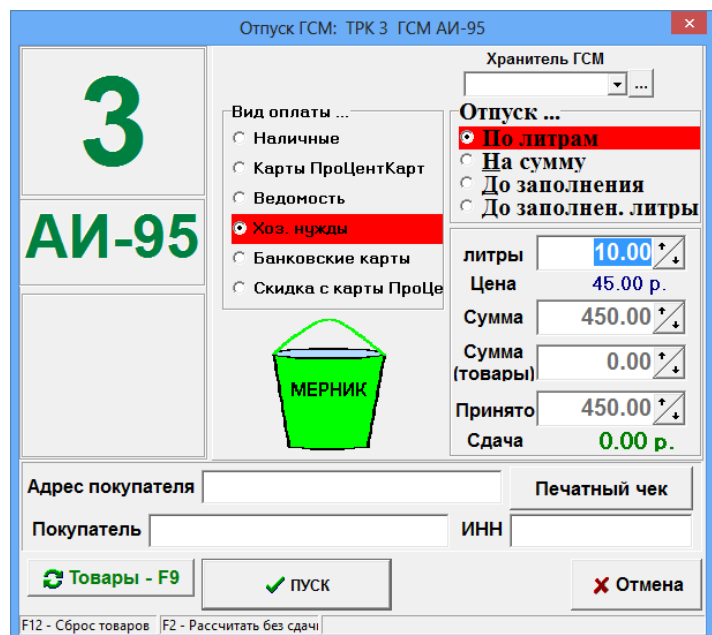 Отпуск ГСМ: ТРК 3 ГСМ АИ-95
3
АИ-95
Хранитель ГСМ
...
Вид оплаты ...
Наличные
Карты ПроЦентКарт
Ведомость
Хоз. нужды
Банковские карты
Скидка с карты ПроЦе
МЕРНИК
Отпуск ...
По литрам
На сумму
До заполнения
До заполнен. литры
литры 10.00
Цена 45.00 р.
Сумма 450.00
Сумма (товары) 0.00
Принято 450.00
Сдача 0.00 р.
Адрес покупателя
Печатный чек
Покупатель
ИНН
Товары - F9
ПУСК
Отмена
F12 - Сброс товаров F2 - Рассчитать без сдачи